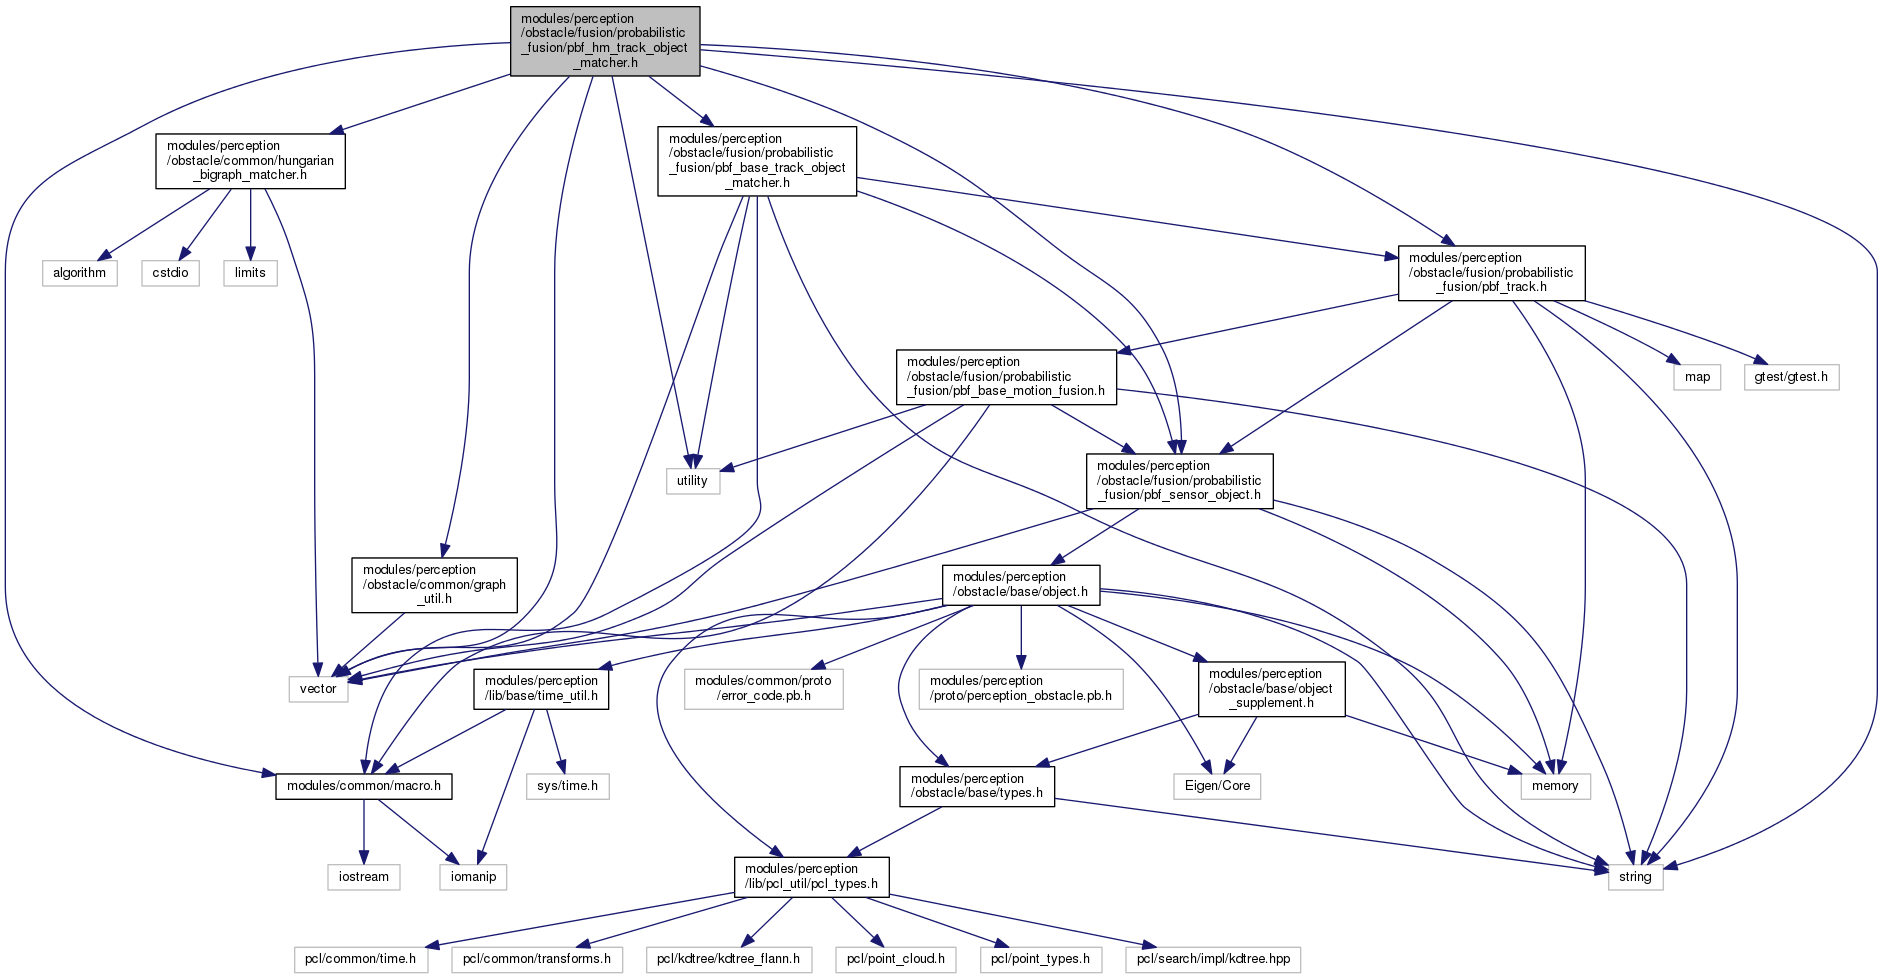 modules/perception
/obstacle/fusion/probabilistic
_fusion/pbf_hm_track_object
_matcher.h
modules/perception
/obstacle/common/hungarian
_bigraph_matcher.h
modules/perception
/obstacle/fusion/probabilistic
_fusion/pbf_base_track_object
_matcher.h
algorithm
cstdio
limits
modules/perception
/obstacle/fusion/probabilistic
_fusion/pbf_track.h
modules/perception
/obstacle/fusion/probabilistic
_fusion/pbf_base_motion_fusion.h
map
gtest/gtest.h
utility
modules/perception
/obstacle/fusion/probabilistic
_fusion/pbf_sensor_object.h
modules/perception
/obstacle/common/graph
_util.h
modules/perception
/obstacle/base/object.h
vector
modules/perception
/lib/base/time_util.h
modules/common/proto
/error_code.pb.h
modules/perception
/proto/perception_obstacle.pb.h
modules/perception
/obstacle/base/object
_supplement.h
modules/common/macro.h
sys/time.h
modules/perception
/obstacle/base/types.h
Eigen/Core
memory
iostream
iomanip
modules/perception
/lib/pcl_util/pcl_types.h
string
pcl/common/time.h
pcl/common/transforms.h
pcl/kdtree/kdtree_flann.h
pcl/point_cloud.h
pcl/point_types.h
pcl/search/impl/kdtree.hpp